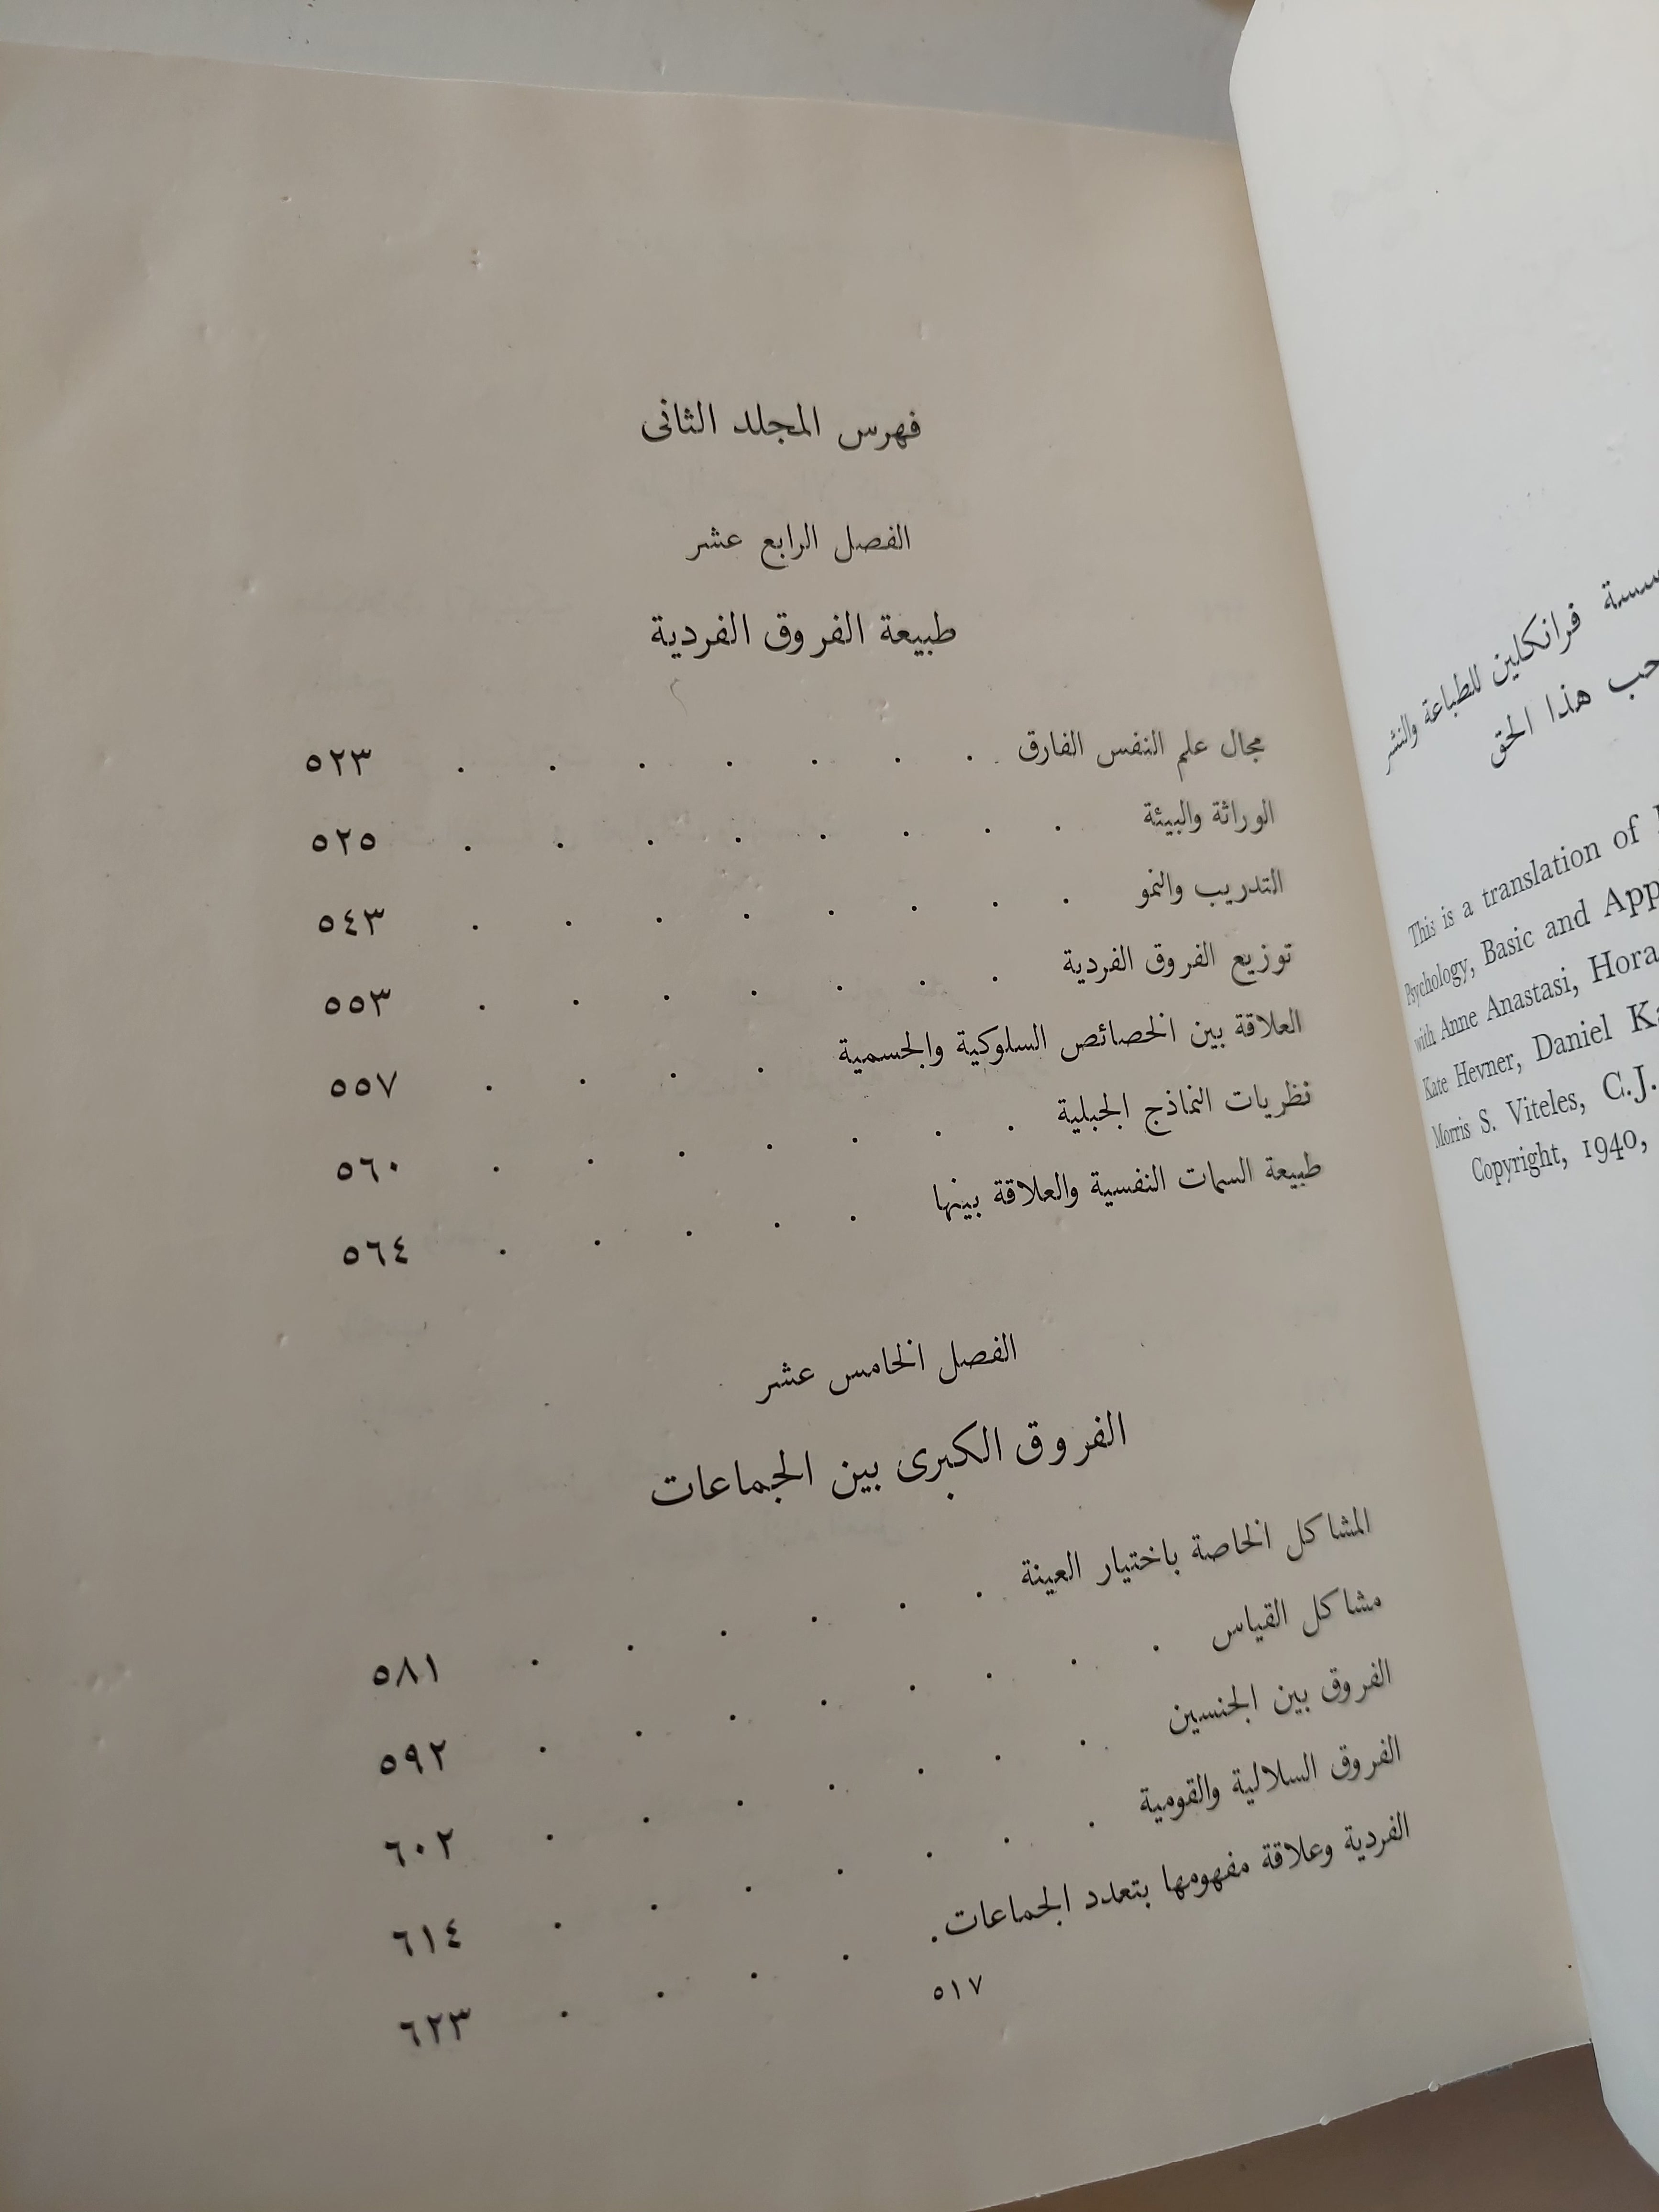 فهرس المجلد الثانى
الفصل الرابع عشر
طبيعة الفروق الفردية
مجال علم النفس الفارق . . . . . . . ٥٢٣
الوراثة والبيئة . . . . . . . . ٥٢٥
التدريب والنمو . . . . . . . . ٥٤٣
توزيع الفروق الفردية . . . . . . . ٥٥٣
العلاقة بين الخصائص السلوكية والجسمية . . . . ٥٥٧
نظريات النماذج الجبلية . . . . . . . ٥٦٠
طبيعة السمات النفسية والعلاقة بينها . . . . . ٥٦٤
الفصل الخامس عشر
الفروق الكبرى بين الجماعات
المشاكل الخاصة باختيار العينة . . . . . . ٥٨١
مشاكل القياس . . . . . . . . ٥٩٢
الفروق بين الجنسين . . . . . . . ٦٠٢
الفروق السلالية والقومية . . . . . . . ٦١٤
الفردية وعلاقة مفهومها بتعدد الجماعات . . . . . ٦٢٣
٥١٧
فرانكلين للطباعة والنشر
هذا الحق
This is a translation of
Psychology, Basic and
with Anne Anastasi,
Kate Hevner, Daniel
Morris S. Viteles, C.J.
Copyright, 1940,